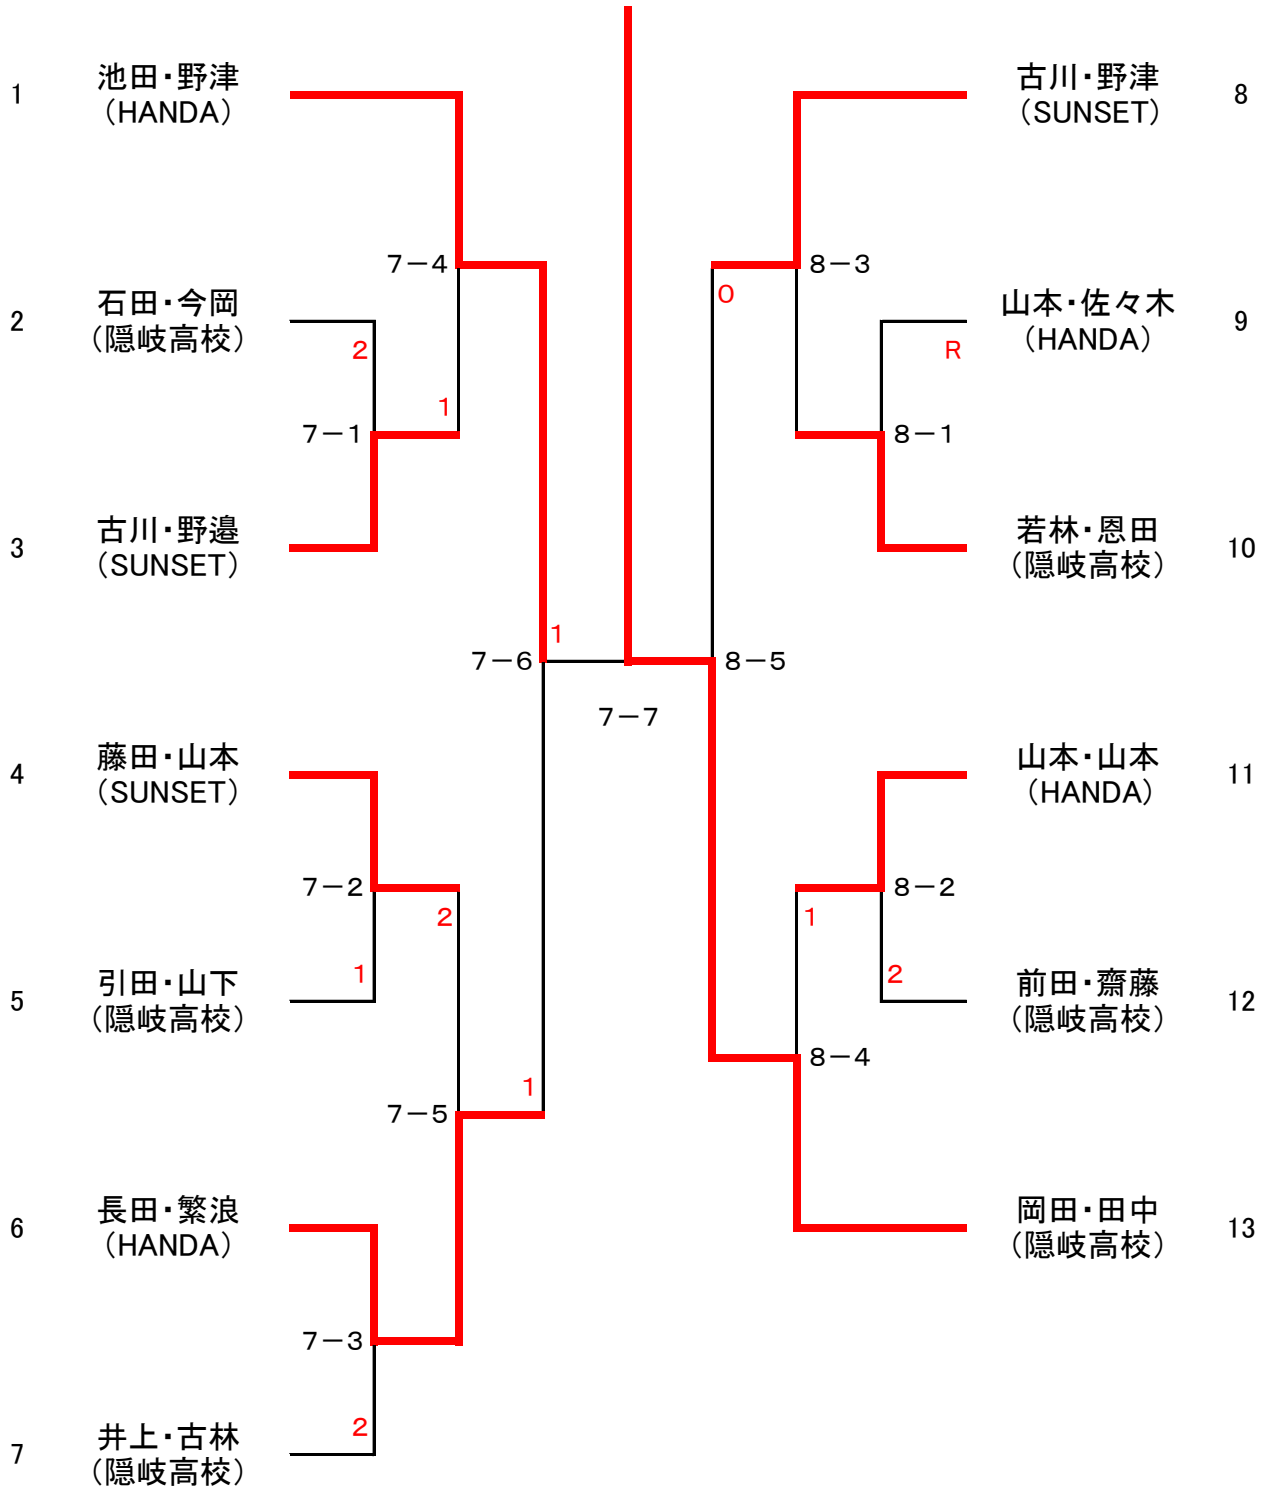 1
池田・野津
（HANDA）
2
石田・今岡
（隠岐高校）
3
古川・野邉
（SUNSET）
4
藤田・山本
（SUNSET）
5
引田・山下
（隠岐高校）
6
長田・繁浪
（HANDA）
7
井上・古林
（隠岐高校）
7－4
2
1
7－1
7－2
2
1
7－5
1
7－3
2
1
7－6
7－7
8－5
0
8－3
R
8－1
8－2
1
2
8－4
古川・野津
（SUNSET）
8
山本・佐々木
（HANDA）
9
若林・恩田
（隠岐高校）
10
山本・山本
（HANDA）
11
前田・齋藤
（隠岐高校）
12
岡田・田中
（隠岐高校）
13